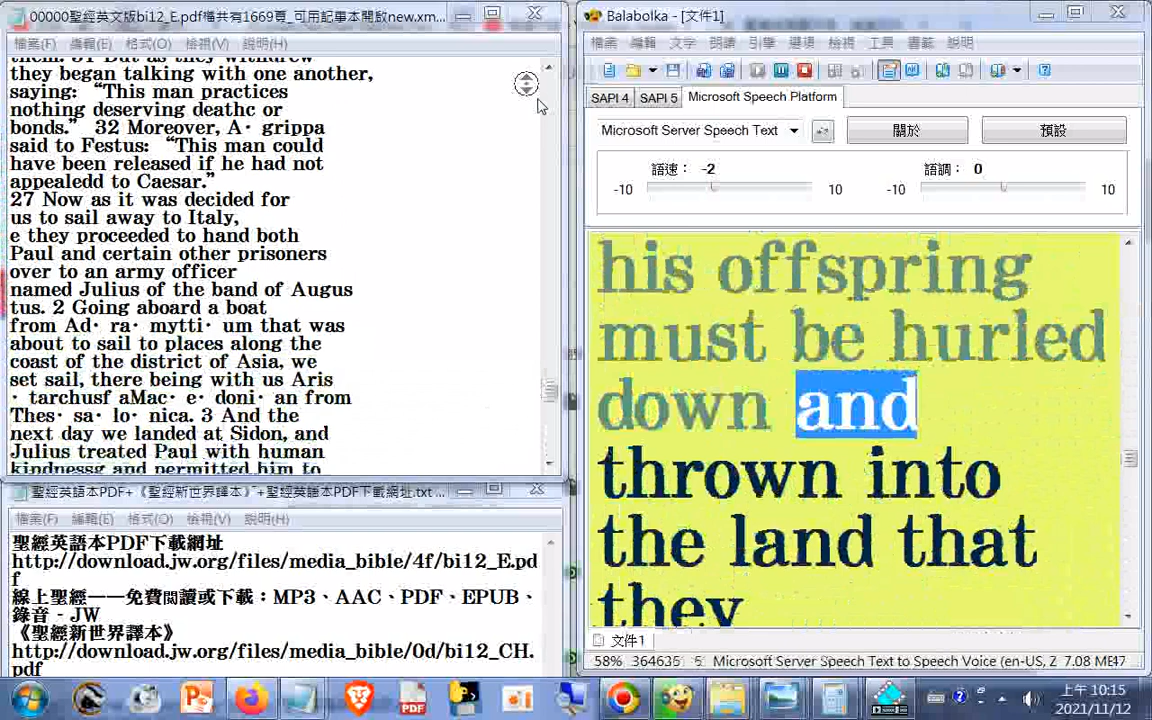 00000聖經英文版bi12_E.pdf檔共有1669頁_可用記事本開啟new.xm...
檔案(F) 編輯(E) 格式(O) 檢視(V) 說明(H)
them. 31 But as they withdrew
they began talking with one another,
saying: “This man practices
nothing deserving deathc or
bonds.” 32 Moreover, A· grippa
said to Festus: “This man could
have been released if he had not
appealedd to Caesar.”
27 Now as it was decided for
us to sail away to Italy,
e they proceeded to hand both
Paul and certain other prisoners
over to an army officer
named Julius of the band of Augus
tus. 2 Going aboard a boat
from Ad· ra· mytti· um that was
about to sail to places along the
coast of the district of Asia, we
set sail, there being with us Aris
· tarchusf aMac· e· doni· an from
Thes· sa· lo· nica. 3 And the
next day we landed at Sidon, and
Julius treated Paul with human
kindnessg and permitted him to
聖經英語本PDF+《聖經新世界譯本》"+聖經英語本PDF下載網址.txt ...
檔案(F) 編輯(E) 格式(O) 檢視(V) 說明(H)
聖經英語本PDF下載網址
http://download.jw.org/files/media_bible/4f/bi12_E.pd
f
線上聖經——免費閱讀或下載：MP3、AAC、PDF、EPUB、
錄音 - JW
《聖經新世界譯本》
http://download.jw.org/files/media_bible/0d/bi12_CH.
pdf
Balabolka - [文件1]
檔案 編輯 文字 朗讀 引擎 選項 檢視 工具 書籤 說明
SAPI 4 SAPI 5 Microsoft Speech Platform
Microsoft Server Speech Text 關於 預設
語速： -2 語調： 0
-10 10 -10 10
his offspring
must be hurled
down and
thrown into
the land that
they
文件1
58% 364635 Microsoft Server Speech Text to Speech Voice (en-US, Z 7.08 ME47
上午 10:15
2021/11/12